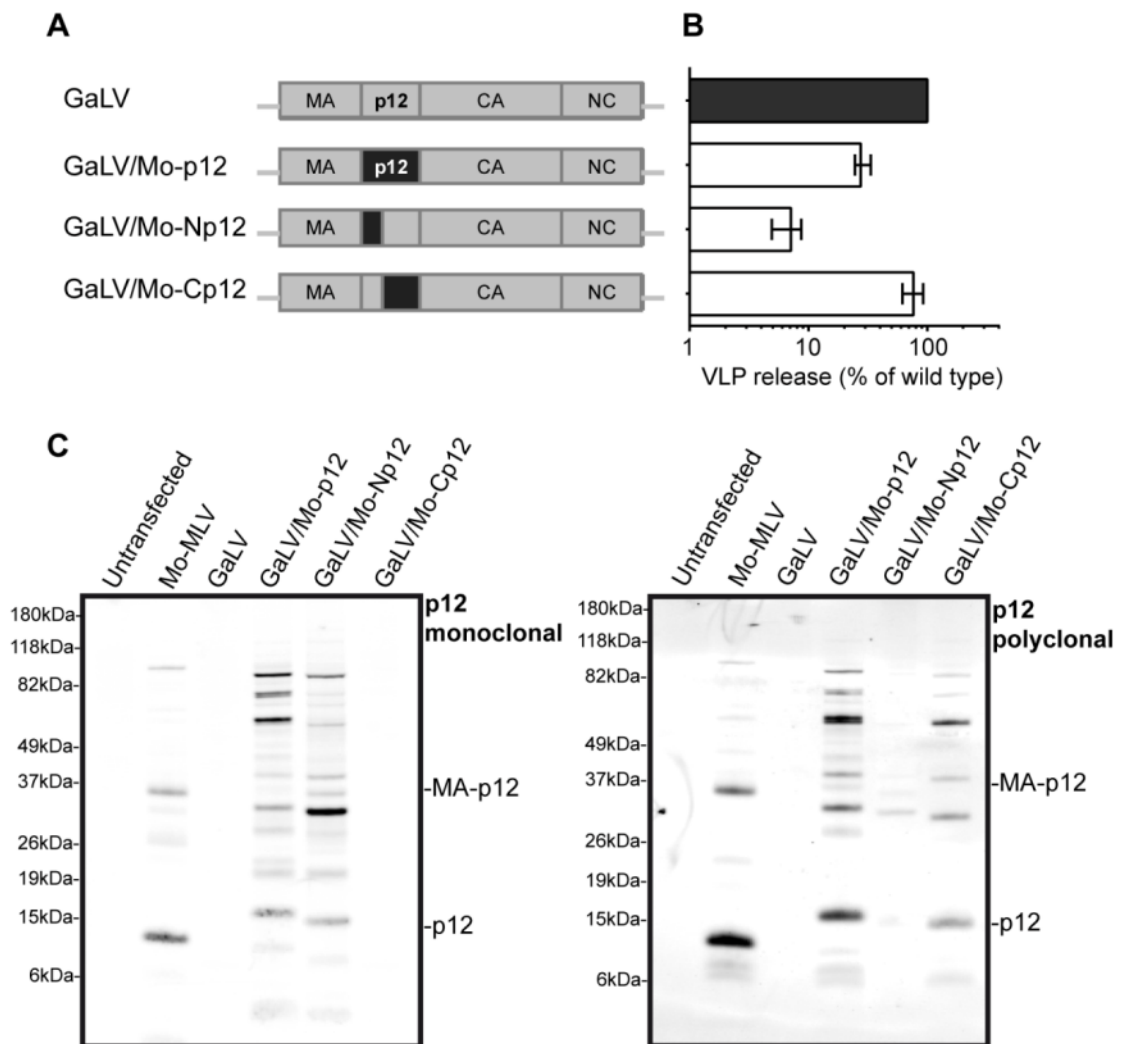 A
B
GaLV
MA p12 CA NC
GaLV/Mo-p12
MA p12 CA NC
GaLV/Mo-Np12
MA CA NC
GaLV/Mo-Cp12
MA CA NC
1 10 100
VLP release (% of wild type)
C
Untransfected
Mo-MLV
GaLV
GaLV/Mo-p12
GaLV/Mo-Np12
GaLV/Mo-Cp12
180kDa-
118kDa-
82kDa-
49kDa-
37kDa-
26kDa-
19kDa-
15kDa-
6kDa-
p12
monoclonal
-MA-p12
-p12
Untransfected
Mo-MLV
GaLV
GaLV/Mo-p12
GaLV/Mo-Np12
GaLV/Mo-Cp12
180kDa-
118kDa-
82kDa-
49kDa-
37kDa-
26kDa-
19kDa-
15kDa-
6kDa-
p12
polyclonal
-MA-p12
-p12